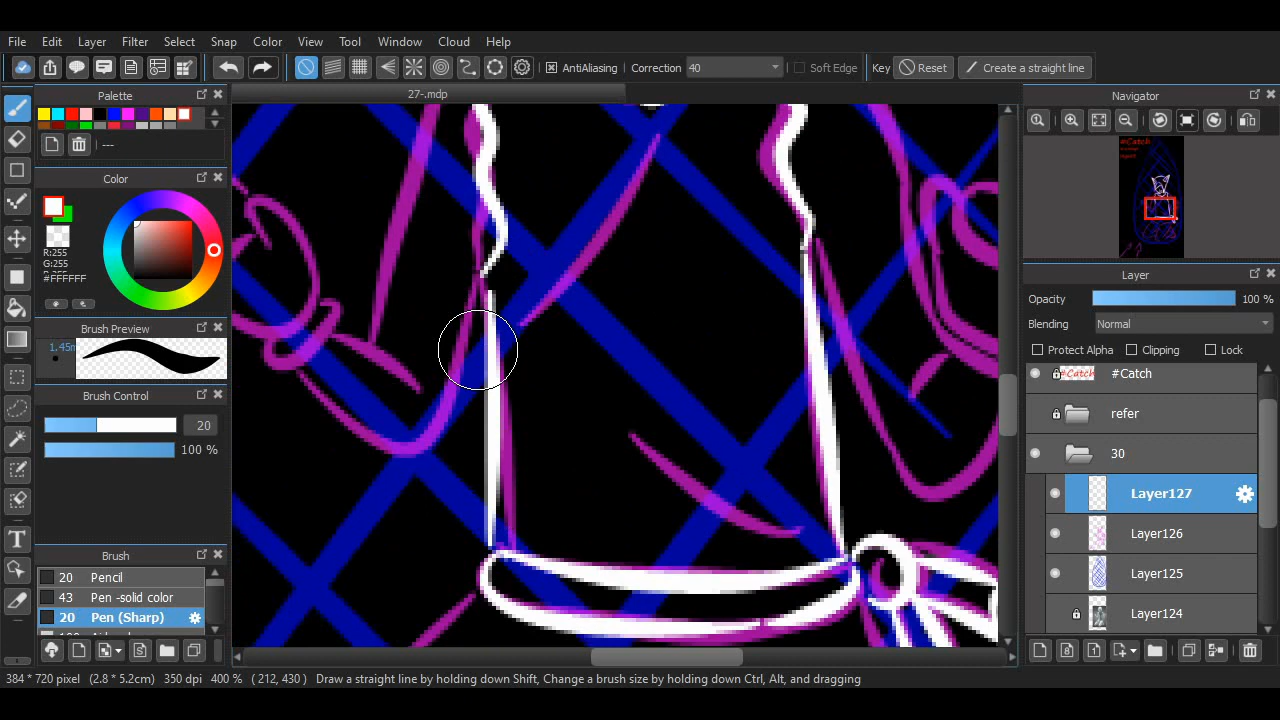 File Edit Layer Filter Select Snap Color View Tool Window Cloud Help
AntiAliasing Correction 40 Soft Edge Key Reset Create a straight line
Palette
27-.mdp
Navigator
---
Color
R:255
G:255
#FFFFFF
#Catch
Layer
Opacity 100 %
Blending Normal
Protect Alpha Clipping Lock
Brush Preview
#Catch #Catch
refer
30
Layer127
Layer126
Layer125
Layer124
Brush Control
20
100 %
Brush
20 Pencil
43 Pen -solid color
20 Pen (Sharp)
384 * 720 pixel (2.8 * 5.2cm) 350 dpi 400 % ( 212, 430 ) Draw a straight line by holding down Shift, Change a brush size by holding down Ctrl, Alt, and dragging